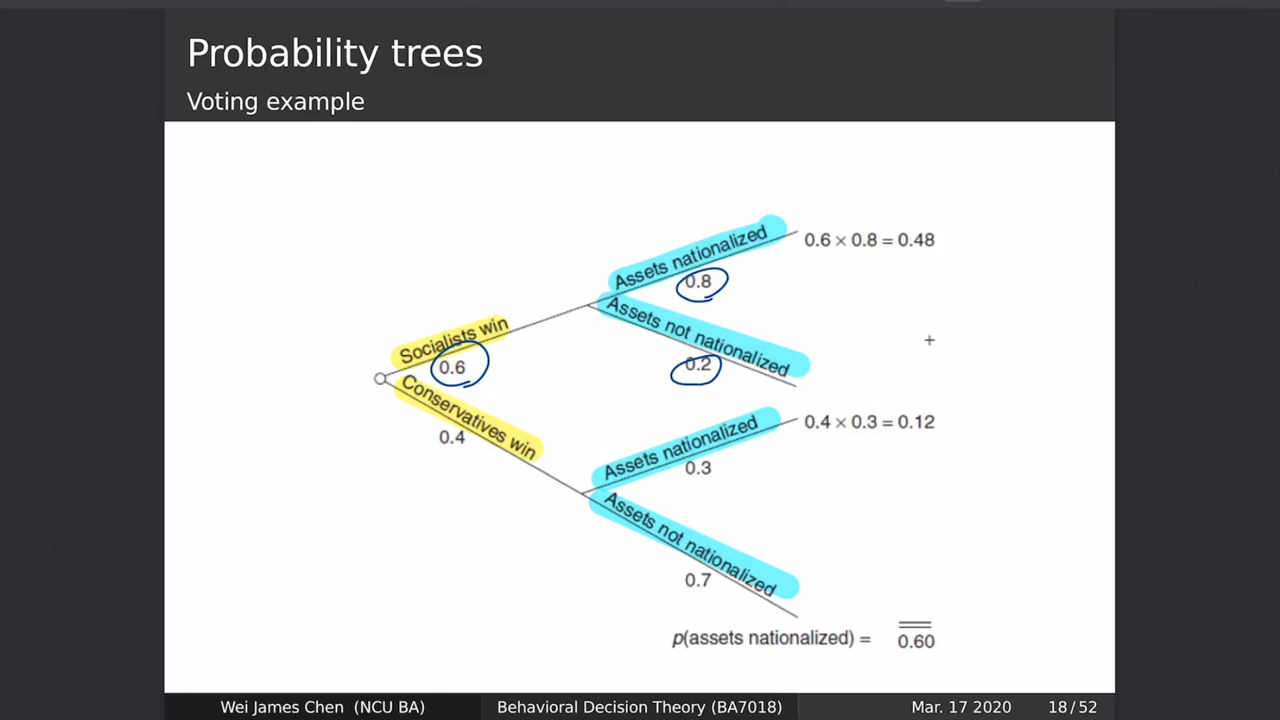 Probability trees
Voting example
Assets nationalized
0.6 × 0.8 = 0.48
0.8
Socialists win
Assets not nationalized
0.6
0.2
Conservatives win
0.4
Assets nationalized
0.4 × 0.3 = 0.12
0.3
Assets not nationalized
0.7
p(assets nationalized) = 0.60
Wei James Chen (NCU BA) Behavioral Decision Theory (BA7018) Mar. 17 2020 18 / 52